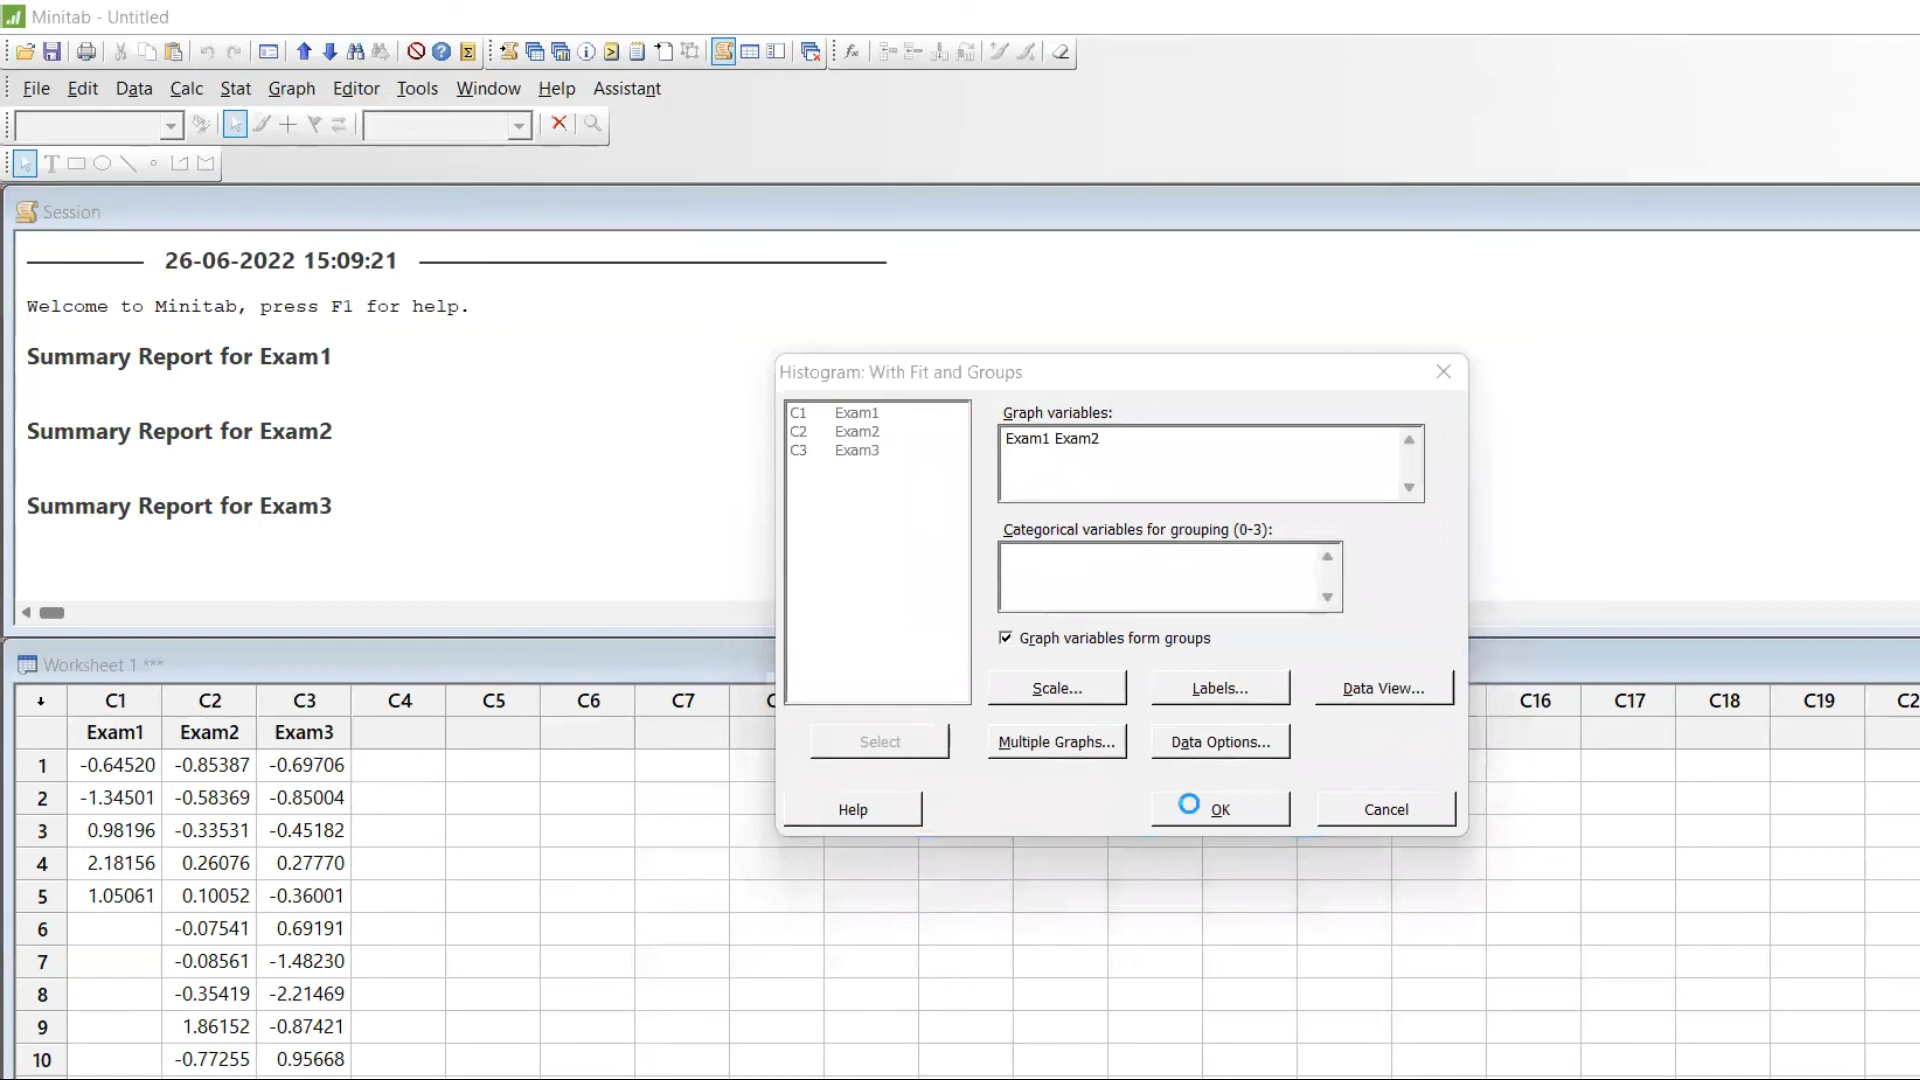 Minitab - Untitled
File Edit Data Calc Stat Graph Editor Tools Window Help Assistant
Session
26-06-2022 15:09:21
Welcome to Minitab, press F1 for help.
Summary Report for Exam1
Summary Report for Exam2
Summary Report for Exam3
Histogram: With Fit and Groups
C1 Exam1
C2 Exam2
C3 Exam3
Graph variables:
Exam1 Exam2
Categorical variables for grouping (0-3):
Graph variables form groups
Scale... Labels... Data View...
Select Multiple Graphs... Data Options...
Help OK Cancel
Worksheet 1 ***
C1 C2 C3 C4 C5 C6 C7 C16 C17 C18 C19 C2
Exam1 Exam2 Exam3
1 -0.64520 -0.85387 -0.69706
2 -1.34501 -0.58369 -0.85004
3 0.98196 -0.33531 -0.45182
4 2.18156 0.26076 0.27770
5 1.05061 0.10052 -0.36001
6 -0.07541 0.69191
7 -0.08561 -1.48230
8 -0.35419 -2.21469
9 1.86152 -0.87421
10 -0.77255 0.95668